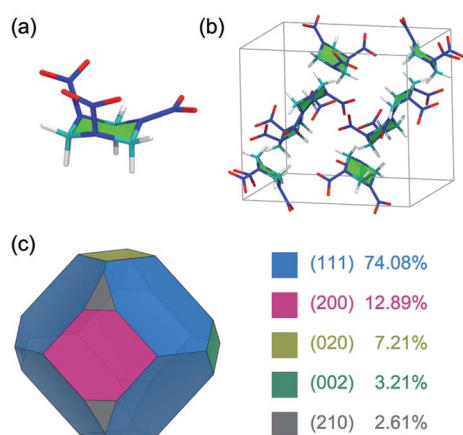 (a)
(b)
(c)
(111) 74.08%
(200) 12.89%
(020) 7.21%
(002) 3.21%
(210) 2.61%